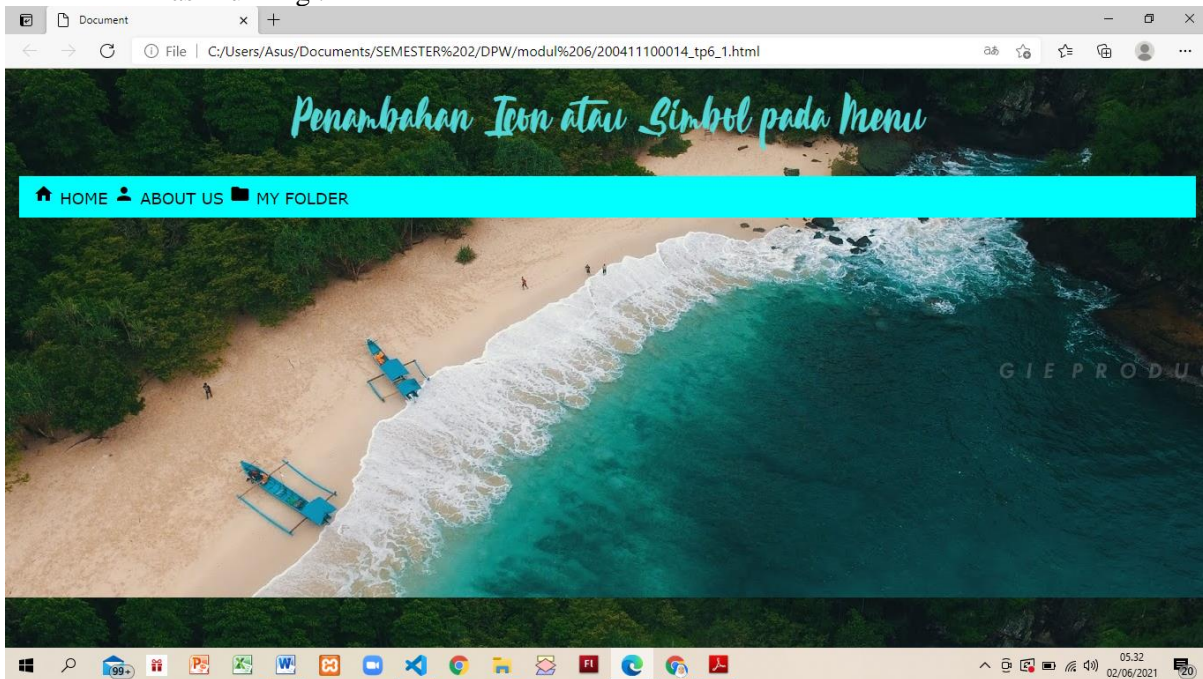 Document
File | C:/Users/Asus/Documents/SEMESTER%202/DPW/modul%206/200411100014_tp6_1.html
Penambahan Icon atau Simbol pada Menu
HOME ABOUT US MY FOLDER
GIE PRODU
99+
05.32
02/06/2021
20